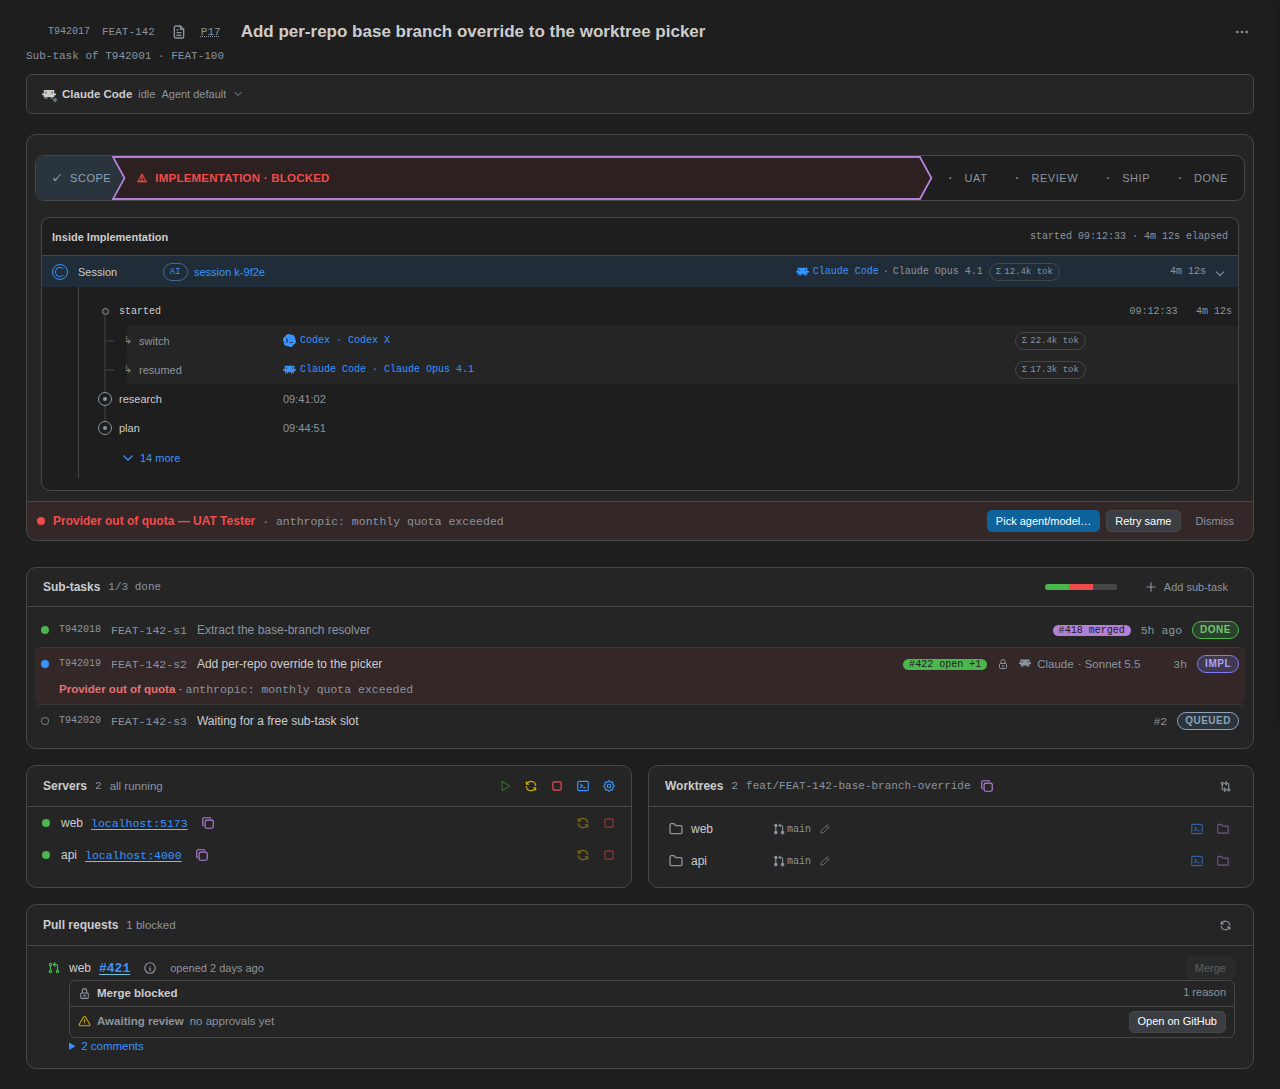 T942017 FEAT-142 P17 Add per-repo base branch override to the worktree picker
Sub-task of T942001 · FEAT-100
Claude Code idle Agent default
SCOPE
IMPLEMENTATION · BLOCKED
· UAT · REVIEW · SHIP · DONE
Inside Implementation started 09:12:33 · 4m 12s elapsed
Session AI session k-9f2e Claude Code · Claude Opus 4.1 Σ 12.4k tok 4m 12s
started 09:12:33 4m 12s
↳ switch Codex · Codex X Σ 22.4k tok
↳ resumed Claude Code · Claude Opus 4.1 Σ 17.3k tok
research 09:41:02
plan 09:44:51
14 more
Provider out of quota — UAT Tester · anthropic: monthly quota exceeded Pick agent/model… Retry same Dismiss
Sub-tasks 1/3 done Add sub-task
T942018 FEAT-142-s1 Extract the base-branch resolver #418 merged 5h ago DONE
T942019 FEAT-142-s2 Add per-repo override to the picker #422 open +1 Claude · Sonnet 5.5 3h IMPL
Provider out of quota · anthropic: monthly quota exceeded
T942020 FEAT-142-s3 Waiting for a free sub-task slot #2 QUEUED
Servers 2 all running
web localhost:5173
api localhost:4000
Worktrees 2 feat/FEAT-142-base-branch-override
web main
api main
Pull requests 1 blocked
web #421 opened 2 days ago Merge
Merge blocked 1 reason
Awaiting review no approvals yet Open on GitHub
2 comments